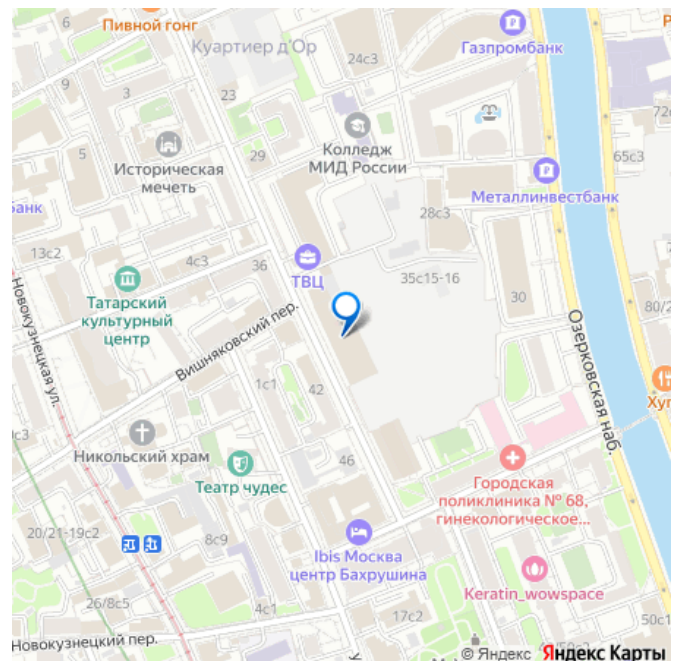 Пивной гонг
Куартиер д'Ор
24с3
Газпромбанк
9
3
23
Колледж
МИД России
Историческая
мечеть
5
29
65с3
Металлинвестбанк
банк
28с3
13с2
4с3
36
ТВЦ
35с15-16
30
Татарский
культурный
центр
80/2
Новокузнецкая ул.
Вишняковский пер.
Озерковская наб.
1с1
42
Никольский храм
Театр чудес
46
Городская
поликлиника № 68,
гинекологическое...
20/21-19с2
8с9
Ibis Москва
центр Бахрушина
Keratin_wowspace
26/8с5
4с1
17с2
50с1
Новокузнецкий пер.
© Яндекс Яндекс Карты